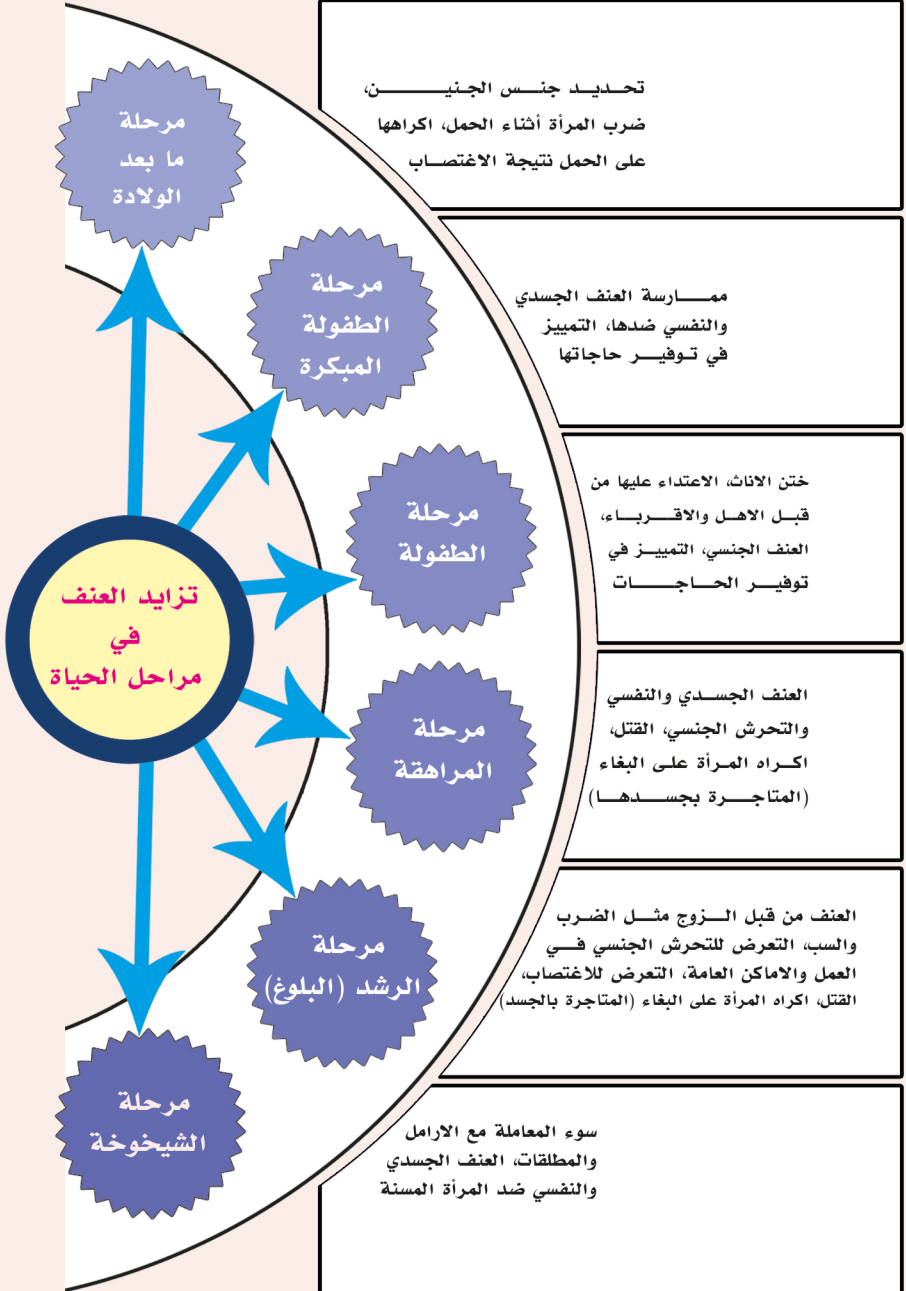 تحديد جنس الجنين،
ضرب المرأة أثناء الحمل، اكراهها
على الحمل نتيجة الاغتصاب
مرحلة
ما بعد
الولادة
ممارسة العنف الجسدي
والنفسي ضدها، التمييز
في توفير حاجاتها
مرحلة
الطفولة
المبكرة
ختن الاناث، الاعتداء عليها من
قبل الاهل والاقرباء،
العنف الجنسي، التمييز في
توفير الحاجات
مرحلة
الطفولة
تزايد العنف
في
مراحل الحياة
العنف الجسدي والنفسي
والتحرش الجنسي، القتل،
اكراه المرأة على البغاء
(المتاجرة بجسدها)
مرحلة
المراهقة
العنف من قبل الزوج مثل الضرب
والسب، التعرض للتحرش الجنسي في
العمل والاماكن العامة، التعرض للاغتصاب،
القتل، اكراه المرأة على البغاء (المتاجرة بالجسد)
مرحلة
الرشد (البلوغ)
سوء المعاملة مع الارامل
والمطلقات، العنف الجسدي
والنفسي ضد المرأة المسنة
مرحلة
الشيخوخة